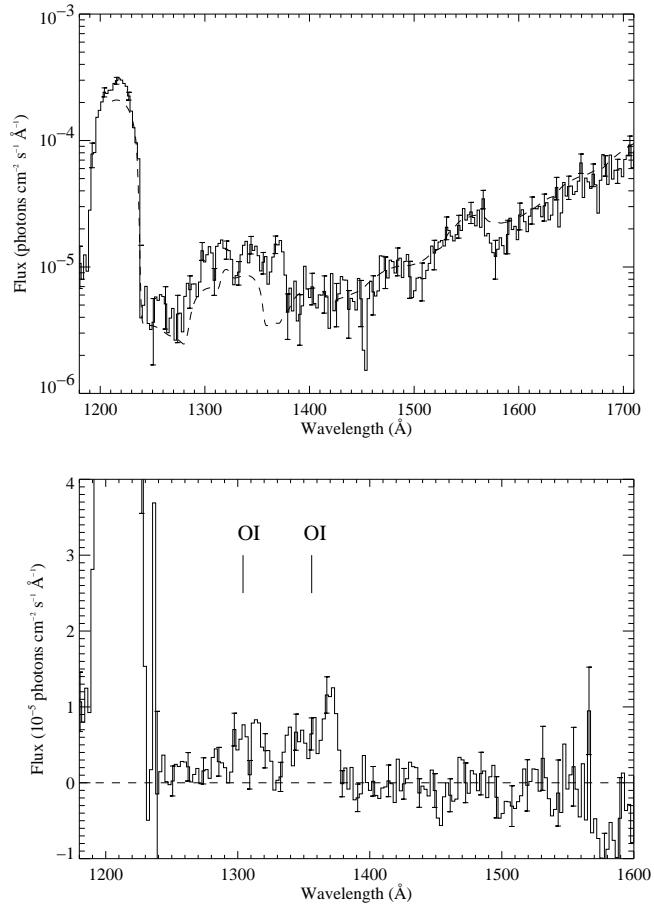 10⁻³
10⁻⁴
10⁻⁵
10⁻⁶
Flux (photons cm⁻² s⁻¹ Å⁻¹)
1200 1300 1400 1500 1600 1700
Wavelength (Å)
4
3
2
1
0
−1
Flux (10⁻⁵ photons cm⁻² s⁻¹ Å⁻¹)
OI OI
1200 1300 1400 1500 1600
Wavelength (Å)